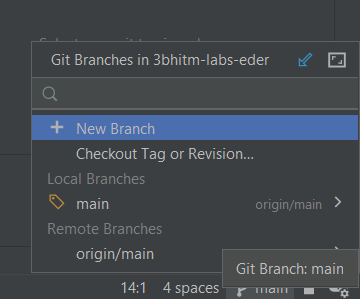 Git Branches in 3bhitm-labs-eder
New Branch
Checkout Tag or Revision...
Local Branches
main origin/main
Remote Branches
origin/main
Git Branch: main
14:1 4 spaces main